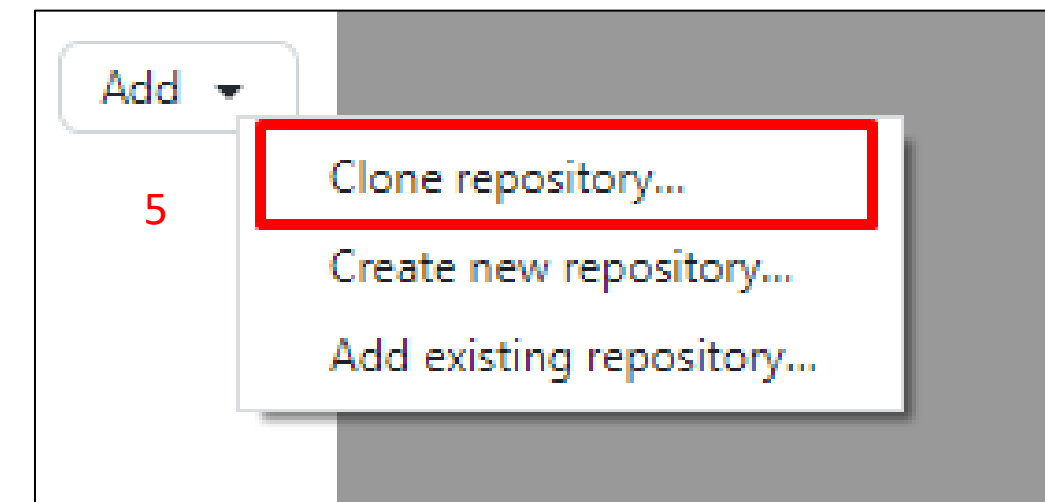 Add
5
Clone repository...
Create new repository...
Add existing repository...